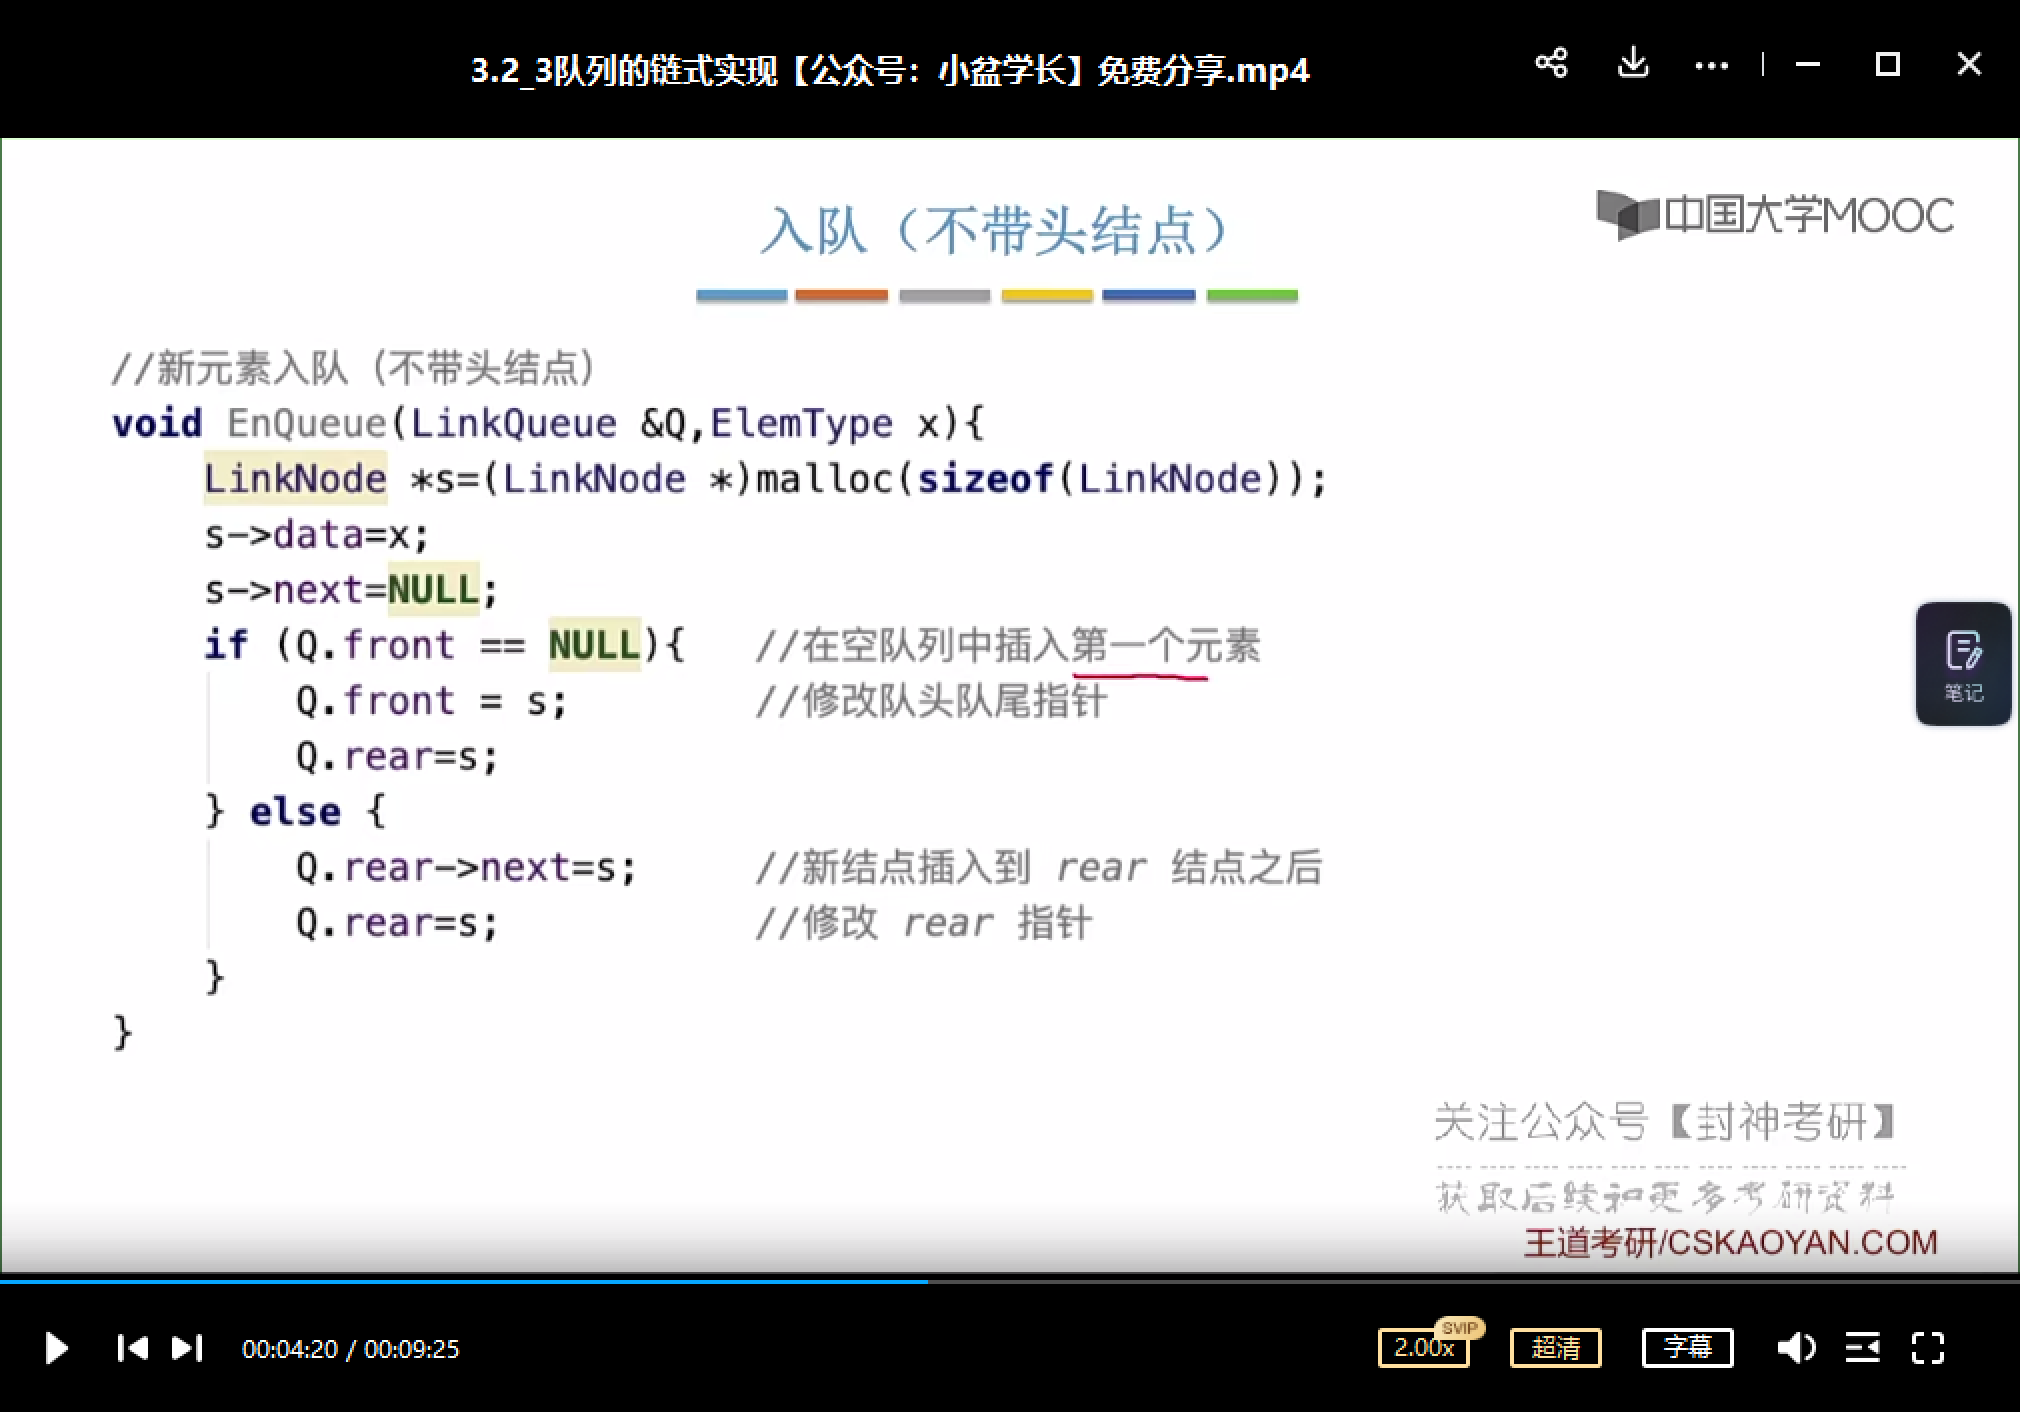 3.2_3队列的链式实现【公众号：小盆学长】免费分享.mp4
入队（不带头结点）
中国大学MOOC
//新元素入队（不带头结点）
void EnQueue(LinkQueue &Q,ElemType x){
LinkNode *s=(LinkNode *)malloc(sizeof(LinkNode));
s->data=x;
s->next=NULL;
if (Q.front == NULL){ //在空队列中插入第一个元素
Q.front = s; //修改队头队尾指针
Q.rear=s;
} else {
Q.rear->next=s; //新结点插入到 rear 结点之后
Q.rear=s; //修改 rear 指针
}
}
笔记
关注公众号【封神考研】
获取后续和更多考研资料
王道考研/CSKAOYAN.COM
00:04:20 / 00:09:25
2.00x
SVIP
超清
字幕